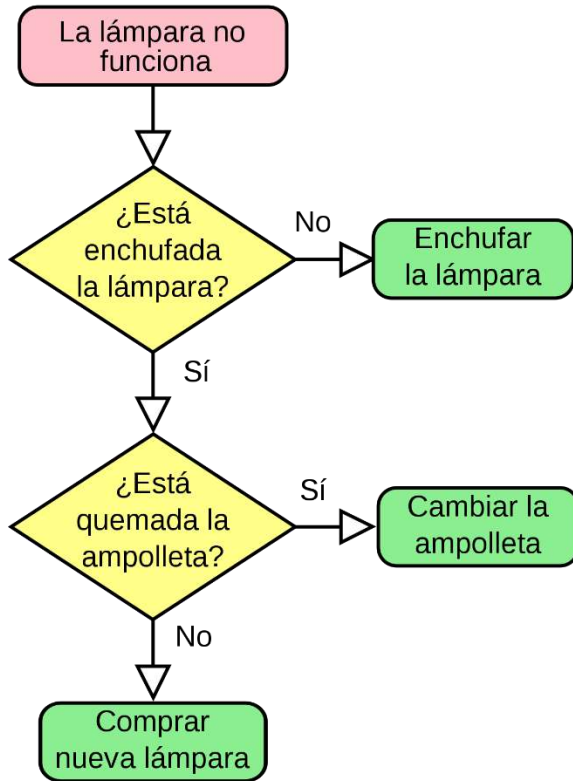 La lámpara no
funciona
¿Está
enchufada
la lámpara?
No
Enchufar
la lámpara
Sí
¿Está
quemada la
ampolleta?
Sí
Cambiar la
ampolleta
No
Comprar
nueva lámpara